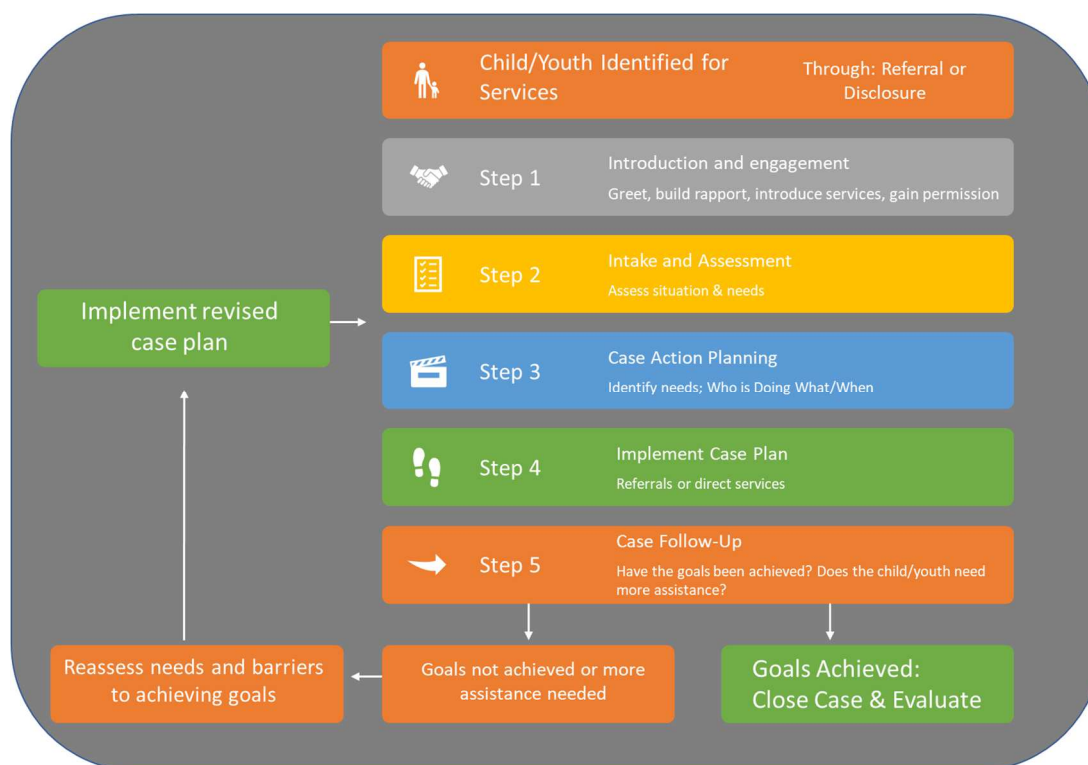 Child/Youth Identified for
Services
Through: Referral or
Disclosure
Step 1
Introduction and engagement
Greet, build rapport, introduce services, gain permission
Step 2
Intake and Assessment
Assess situation & needs
Implement revised
case plan
Step 3
Case Action Planning
Identify needs; Who is Doing What/When
Step 4
Implement Case Plan
Referrals or direct services
Step 5
Case Follow-Up
Have the goals been achieved? Does the child/youth need
more assistance?
Reassess needs and barriers
to achieving goals
Goals not achieved or more
assistance needed
Goals Achieved:
Close Case & Evaluate